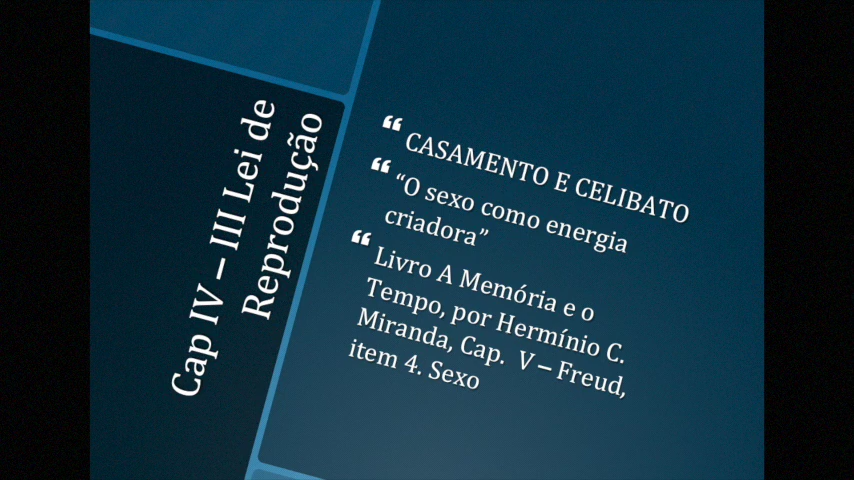 Cap IV – III Lei de
Reprodução
CASAMENTO E CELIBATO
“O sexo como energia
criadora”
Livro A Memória e o
Tempo, por Hermínio C.
Miranda, Cap. V – Freud,
item 4. Sexo